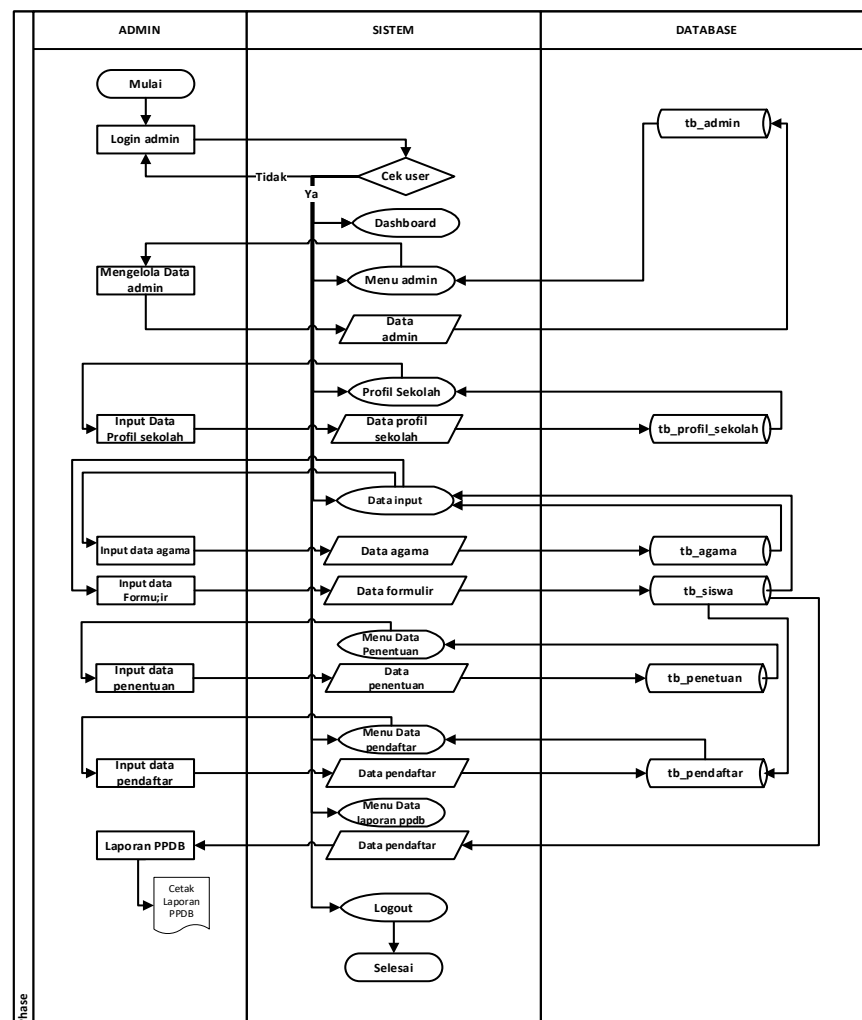 ADMIN
SISTEM
DATABASE
Mulai
Login admin
tb_admin
Tidak
Cek user
Ya
Dashboard
Mengelola Data
admin
Menu admin
Data
admin
Profil Sekolah
Input Data
Profil sekolah
Data profil
sekolah
tb_profil_sekolah
Data input
Input data agama
Data agama
tb_agama
Input data
Formu;ir
Data formulir
tb_siswa
Menu Data
Penentuan
Input data
penentuan
Data
penentuan
tb_penetuan
Menu Data
pendaftar
Input data
pendaftar
Data pendaftar
tb_pendaftar
Menu Data
laporan ppdb
Laporan PPDB
Data pendaftar
Cetak
Laporan
PPDB
Logout
Selesai